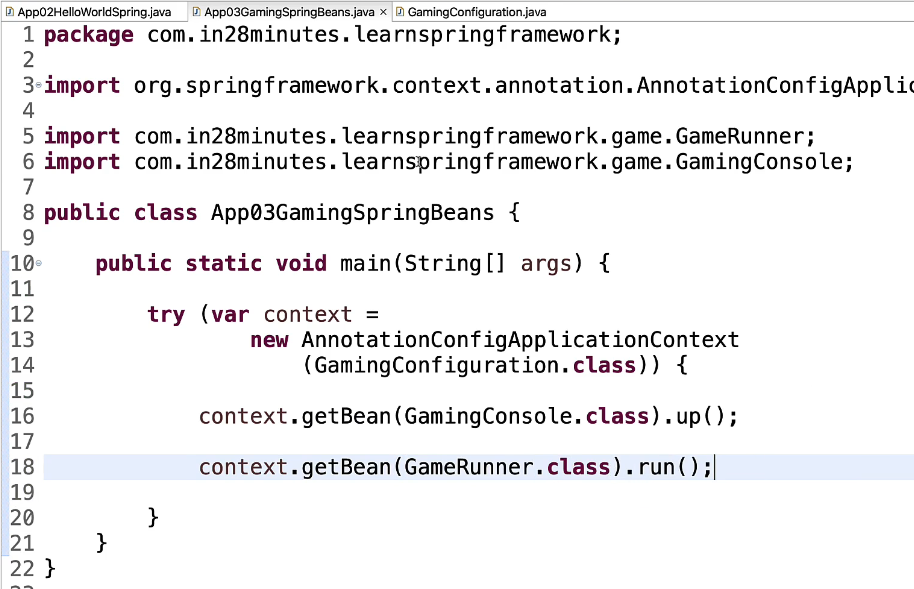 App02HelloWorldSpring.java App03GamingSpringBeans.java GamingConfiguration.java
1 package com.in28minutes.learnspringframework;
2
3 import org.springframework.context.annotation.AnnotationConfigApplic
4
5 import com.in28minutes.learnspringframework.game.GameRunner;
6 import com.in28minutes.learnspringframework.game.GamingConsole;
7
8 public class App03GamingSpringBeans {
9
10 public static void main(String[] args) {
11
12 try (var context =
13 new AnnotationConfigApplicationContext
14 (GamingConfiguration.class)) {
15
16 context.getBean(GamingConsole.class).up();
17
18 context.getBean(GameRunner.class).run();
19
20 }
21 }
22 }